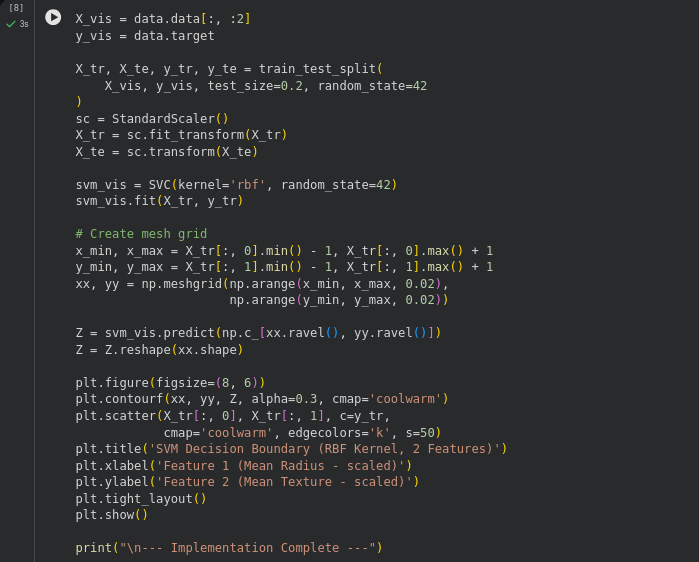 [8]
3s
X_vis = data.data[:, :2]
y_vis = data.target

X_tr, X_te, y_tr, y_te = train_test_split(
    X_vis, y_vis, test_size=0.2, random_state=42
)
sc = StandardScaler()
X_tr = sc.fit_transform(X_tr)
X_te = sc.transform(X_te)

svm_vis = SVC(kernel='rbf', random_state=42)
svm_vis.fit(X_tr, y_tr)

# Create mesh grid
x_min, x_max = X_tr[:, 0].min() - 1, X_tr[:, 0].max() + 1
y_min, y_max = X_tr[:, 1].min() - 1, X_tr[:, 1].max() + 1
xx, yy = np.meshgrid(np.arange(x_min, x_max, 0.02),
                     np.arange(y_min, y_max, 0.02))

Z = svm_vis.predict(np.c_[xx.ravel(), yy.ravel()])
Z = Z.reshape(xx.shape)

plt.figure(figsize=(8, 6))
plt.contourf(xx, yy, Z, alpha=0.3, cmap='coolwarm')
plt.scatter(X_tr[:, 0], X_tr[:, 1], c=y_tr,
            cmap='coolwarm', edgecolors='k', s=50)
plt.title('SVM Decision Boundary (RBF Kernel, 2 Features)')
plt.xlabel('Feature 1 (Mean Radius - scaled)')
plt.ylabel('Feature 2 (Mean Texture - scaled)')
plt.tight_layout()
plt.show()

print("\n--- Implementation Complete ---")